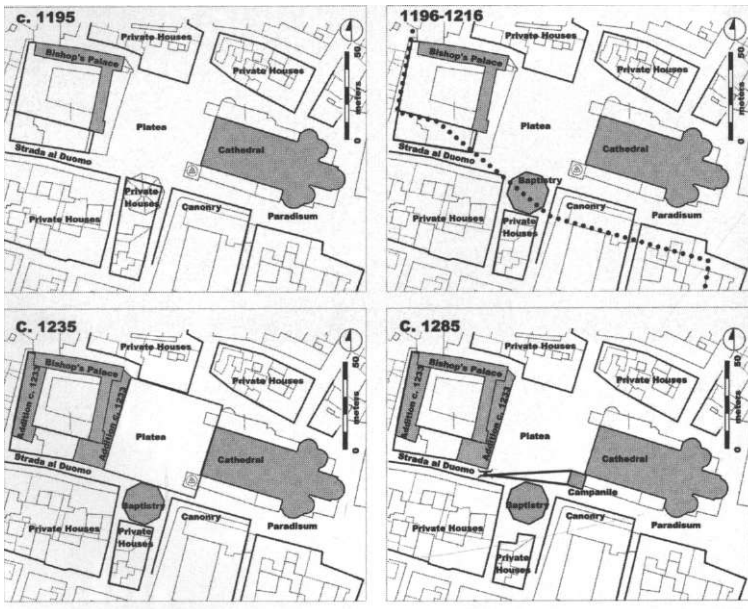 c. 1195
Private Houses
Bishop's Palace
Private Houses
50
meters
0
Platea
Cathedral
Strada al Duomo
Private
Houses
Private Houses
Canonry
Paradisum
1196-1216
Private Houses
Bishop's Palace
Private Houses
50
meters
0
Platea
Cathedral
Strada al Duomo
Baptistry
Private Houses
Private
Houses
Canonry
Paradisum
C. 1235
Private Houses
Bishop's Palace
Private Houses
50
meters
0
Addition c. 1233
Addition c. 1233
Platea
Cathedral
Strada al Duomo
Baptistry
Private Houses
Private
Houses
Canonry
Paradisum
C. 1285
Private Houses
Bishop's Palace
Private Houses
50
meters
0
Addition c. 1233
Addition c. 1233
Platea
Cathedral
Strada al Duomo
Campanile
Baptistry
Private Houses
Canonry
Paradisum
Private
Houses